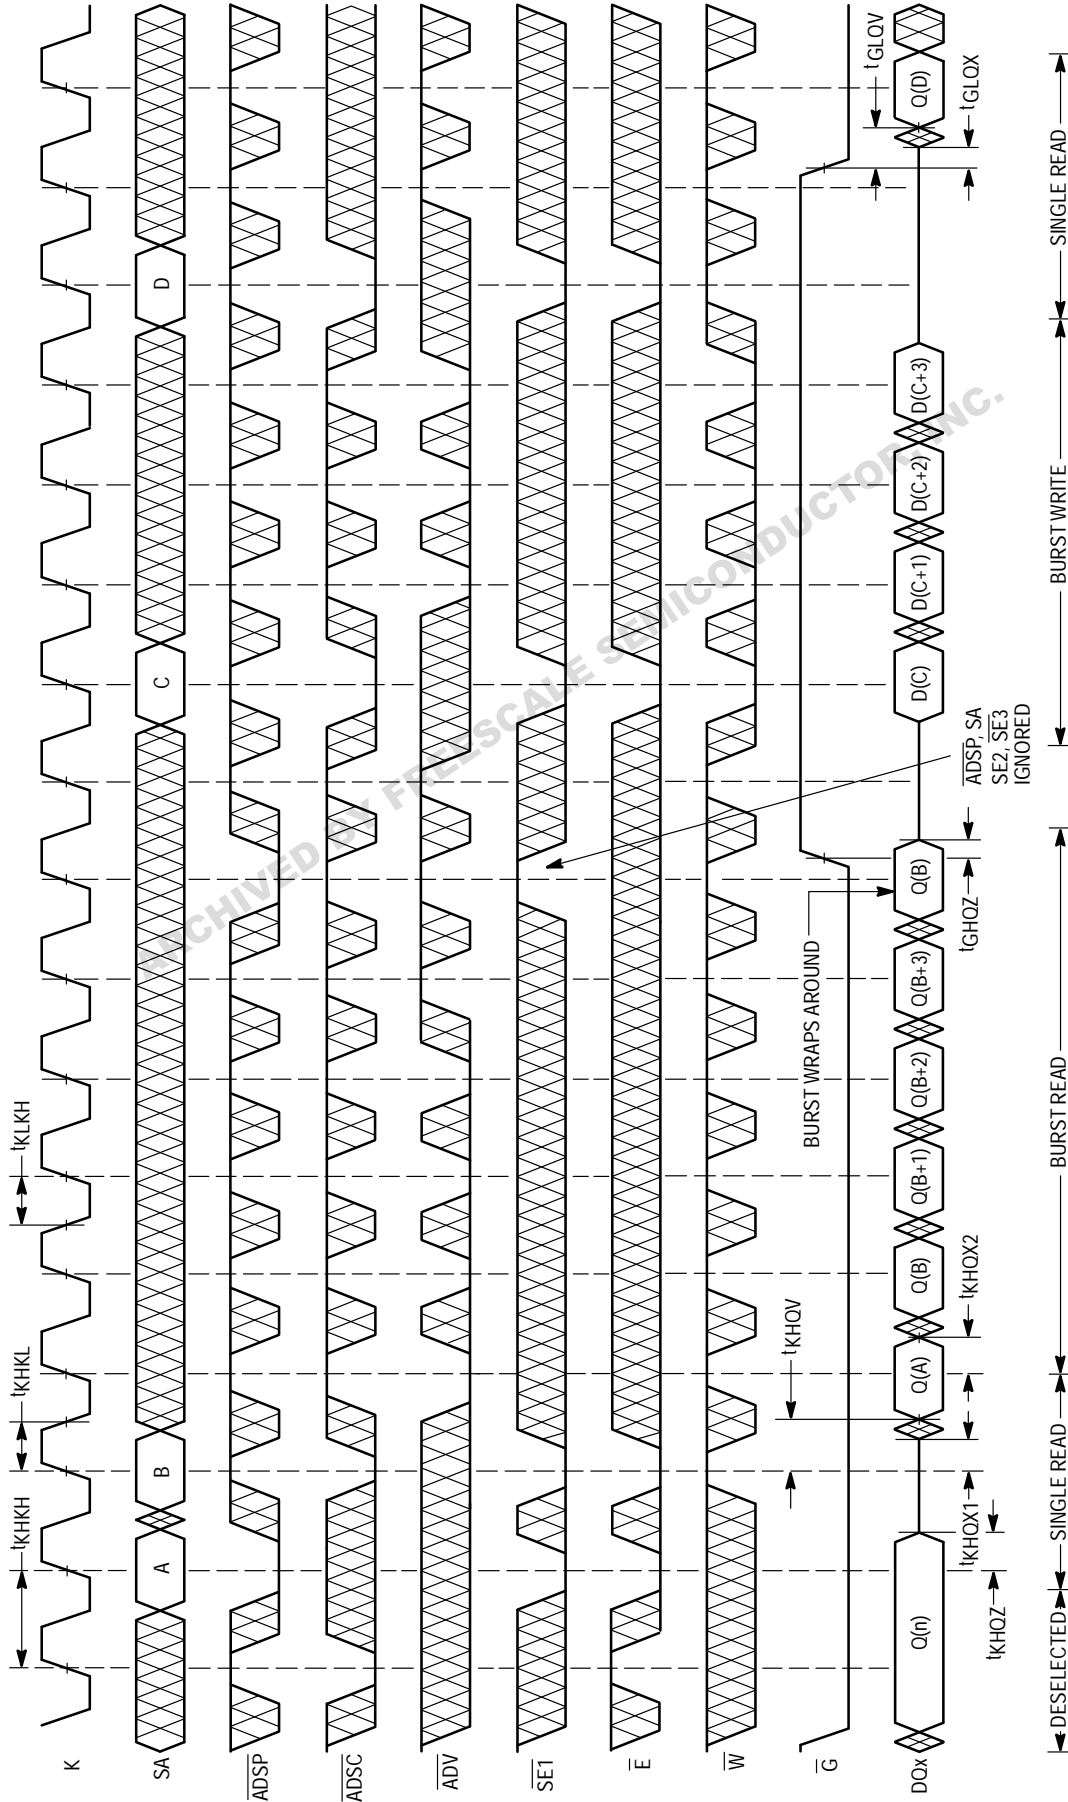 K
tKHKH
tKHKL
tKLKH
SA
A
B
C
D
ADSP
ADSC
ADV
SE1
E
W
G
tKHQV
BURST WRAPS AROUND
tGLQV
DQx
Q(n)
Q(A)
Q(B)
Q(B+1)
Q(B+2)
Q(B+3)
Q(B)
D(C)
D(C+1)
D(C+2)
D(C+3)
Q(D)
tKHQZ
tKHQX1
tKHQX2
tGHQZ
ADSP, SA
SE2, SE3
IGNORED
tGLQX
DESELECTED
SINGLE READ
BURST READ
BURST WRITE
SINGLE READ
ARCHIVED BY FREESCALE SEMICONDUCTOR, INC.